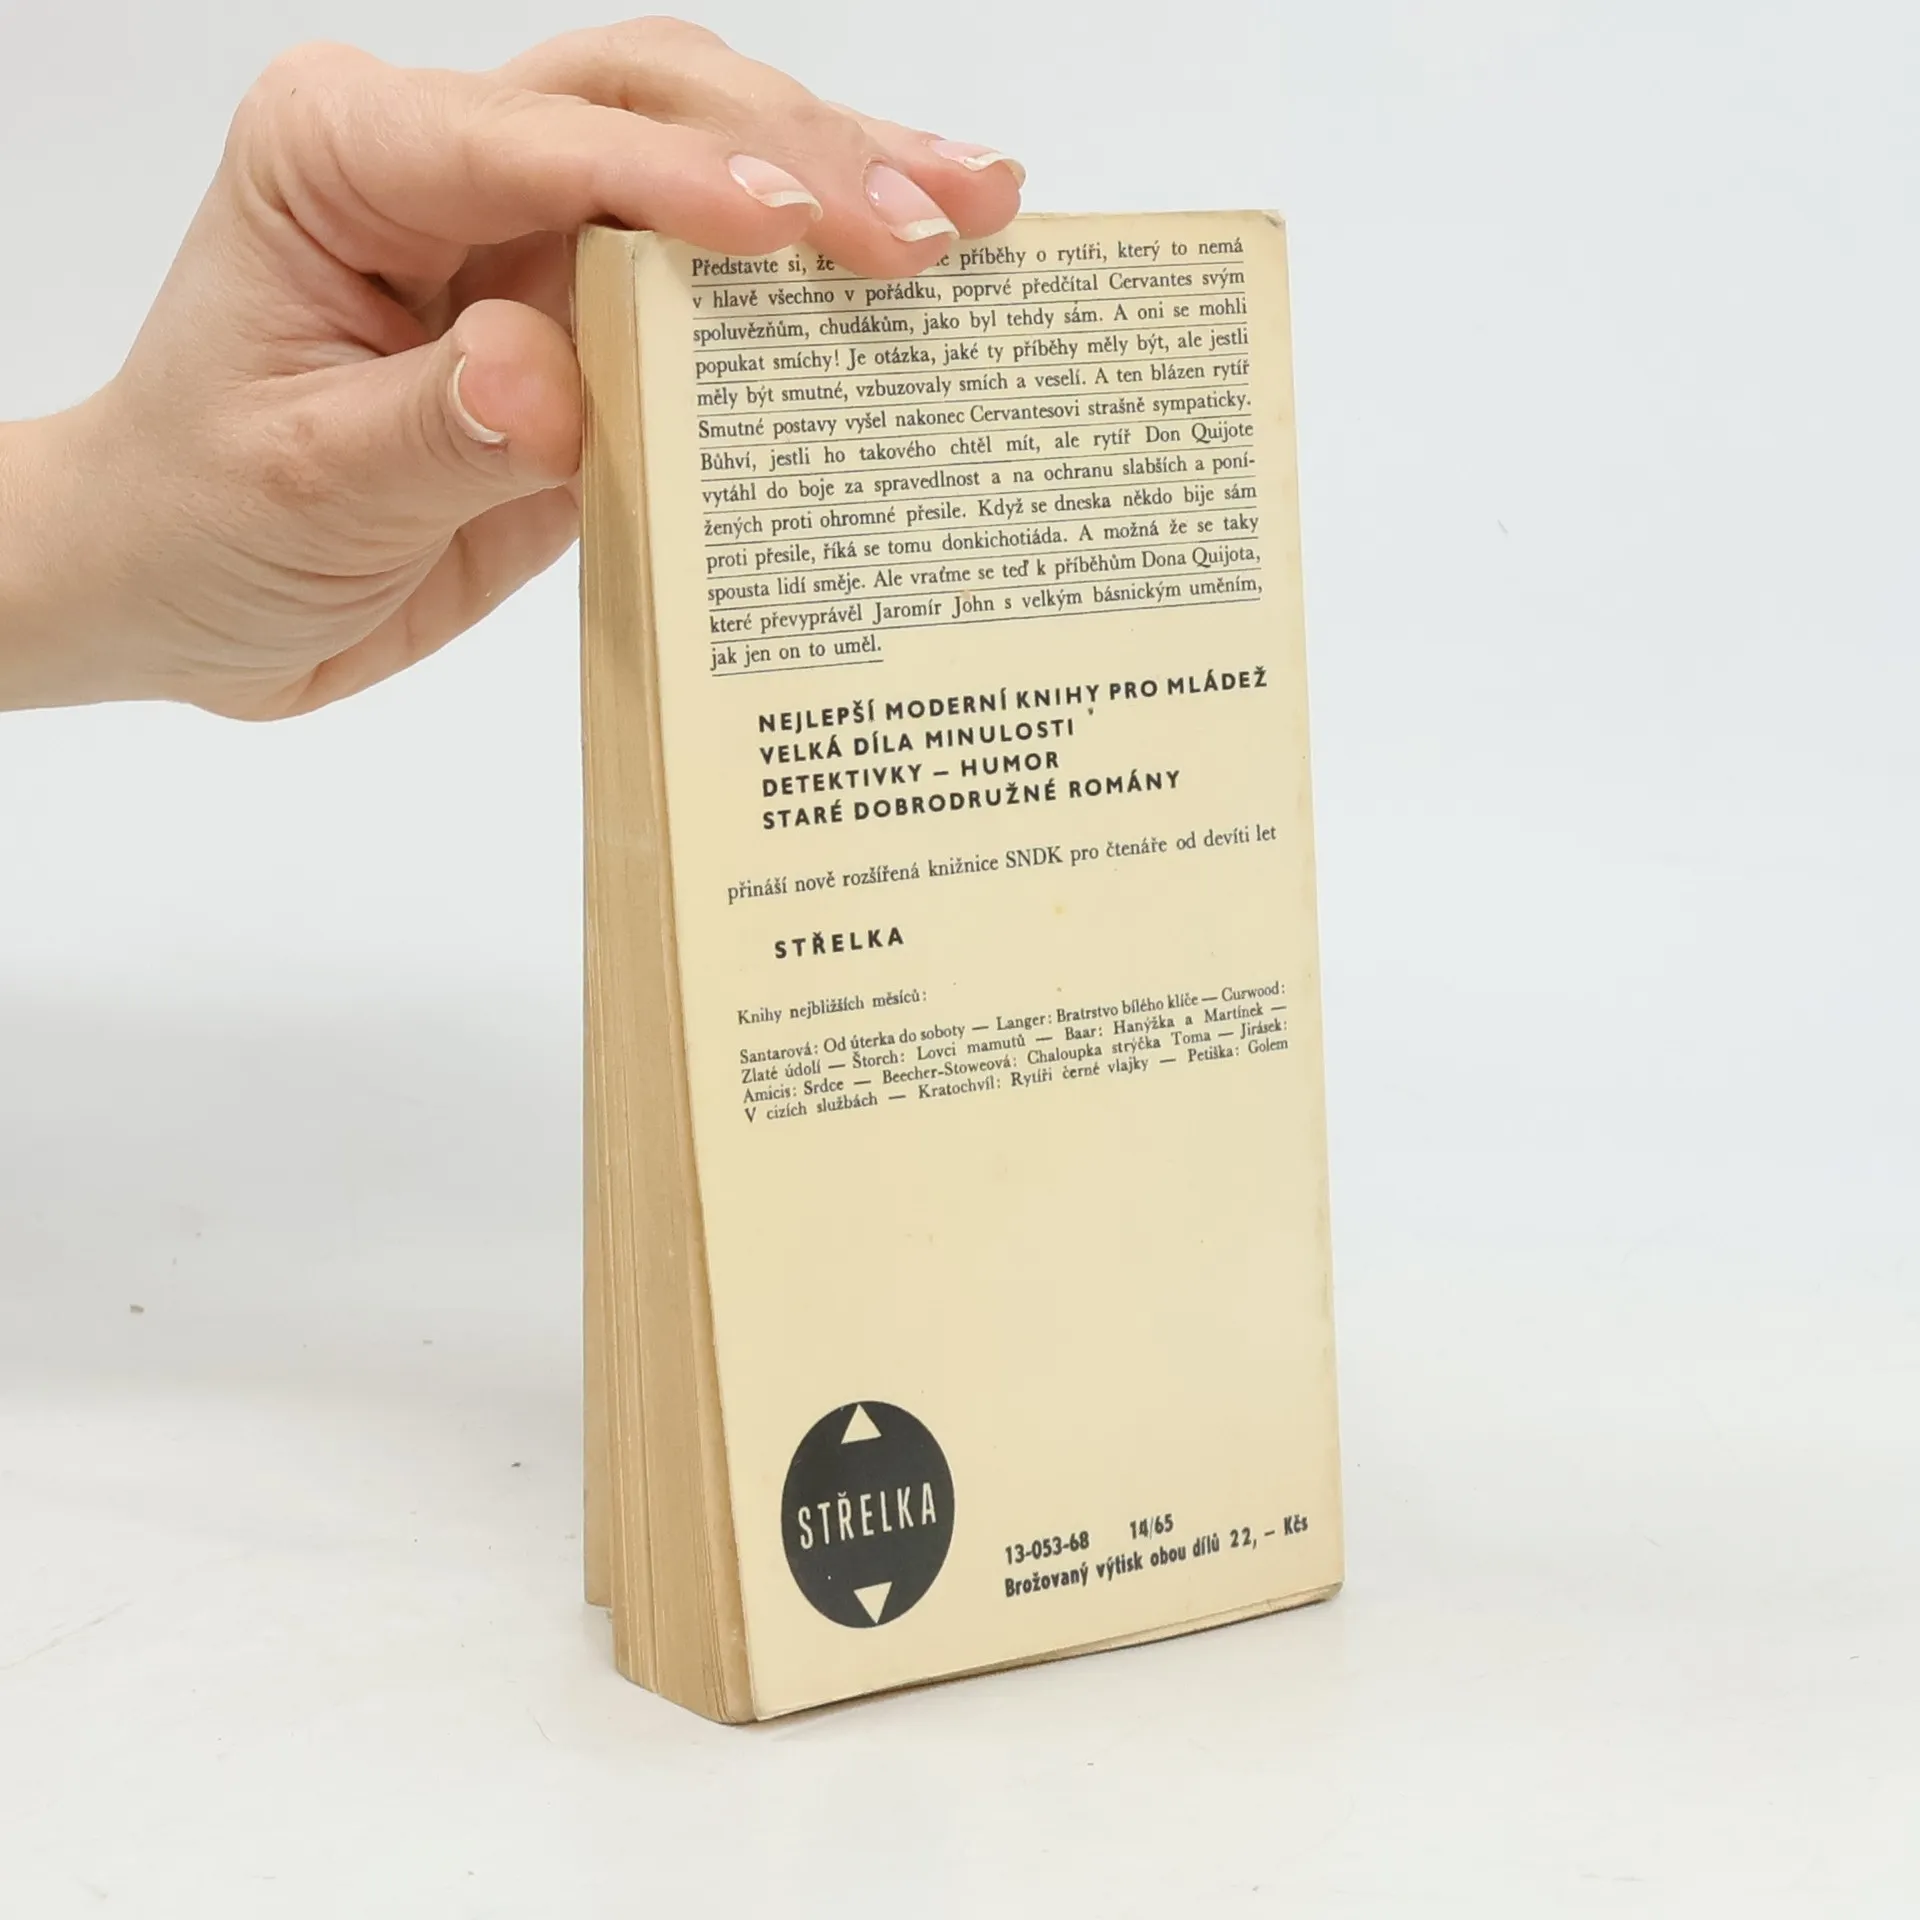 Představte si, že příběhy o rytíři, který to nemá
v hlavě všechno v pořádku, poprvé předčítal Cervantes svým
spoluvězňům, chudákům, jako byl tehdy sám. A oni se mohli
popukat smíchy! Je otázka, jaké ty příběhy měly být, ale jestli
měly být smutné, vzbuzovaly smích a veselí. A ten blázen rytíř
Smutné postavy vyšel nakonec Cervantesovi strašně sympaticky.
Bůhví, jestli ho takového chtěl mít, ale rytíř Don Quijote
vytáhl do boje za spravedlnost a na ochranu slabších a poní-
žených proti ohromné přesile. Když se dneska někdo bije sám
proti přesile, říká se tomu donkichotiáda. A možná že se taky
spousta lidí směje. Ale vraťme se teď k příběhům Dona Quijota,
které převyprávěl Jaromír John s velkým básnickým uměním,
jak jen on to uměl.
NEJLEPŠÍ MODERNÍ KNIHY PRO MLÁDEŽ
VELKÁ DÍLA MINULOSTI
DETEKTIVKY – HUMOR
STARÉ DOBRODRUŽNÉ ROMÁNY
přináší nově rozšířená knižnice SNDK pro čtenáře od devíti let
STŘELKA
Knihy nejbližších měsíců:
Santarová: Od úterka do soboty — Langer: Bratrstvo bílého klíče — Curwood:
Zlaté údolí — Štorch: Lovci mamutů — Baar: Hanýžka a Martínek —
Amicis: Srdce — Beecher-Stoweová: Chaloupka strýčka Toma — Jirásek:
V cizích službách — Kratochvíl: Rytíři černé vlajky — Petiška: Golem
STŘELKA
13-053-68 14/65
Brožovaný výtisk obou dílů 22,– Kčs